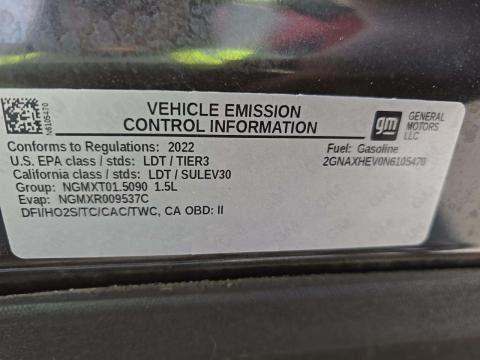 N6105470
VEHICLE EMISSION
CONTROL INFORMATION
gm
GENERAL
MOTORS
LLC
Conforms to Regulations: 2022
Fuel: Gasoline
U.S. EPA class / stds: LDT / TIER3
2GNAXHEV0N6105470
California class / stds: LDT / SULEV30
Group: NGMXT01.5090 1.5L
Evap: NGMXR009537C
DFI/HO2S/TC/CAC/TWC, CA OBD: II